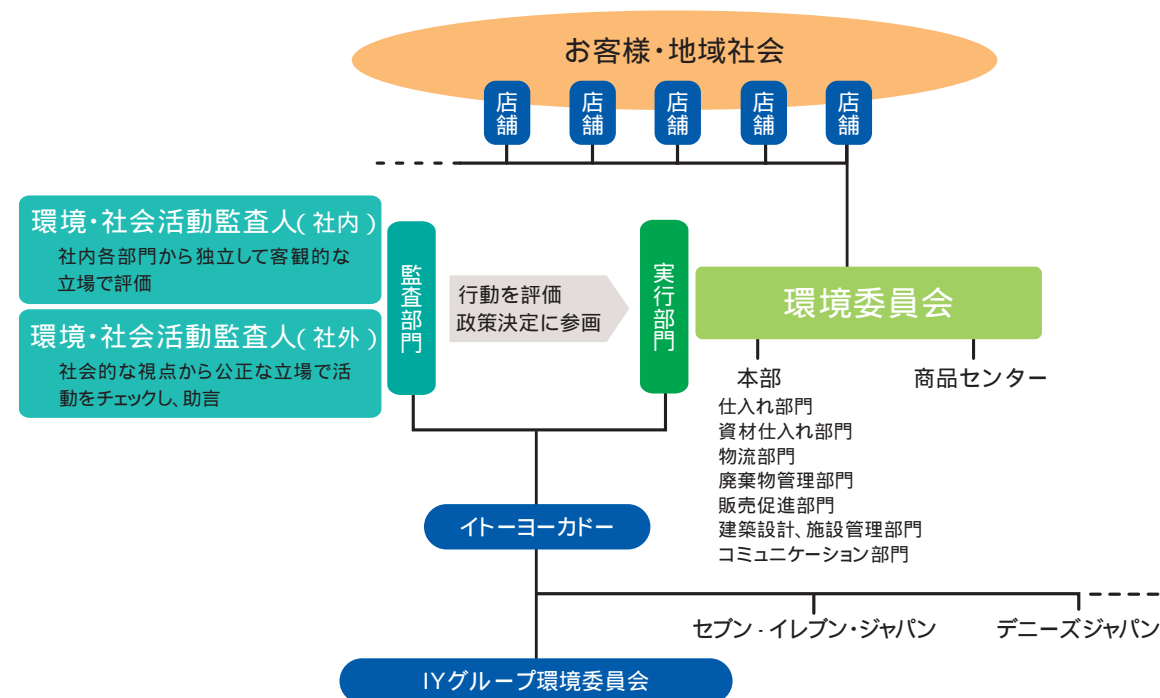 お客様・地域社会
店舗
店舗
店舗
店舗
店舗
環境・社会活動監査人(社内)
社内各部門から独立して客観的な
立場で評価
環境・社会活動監査人(社外)
社会的な視点から公正な立場で活
動をチェックし、助言
監査部門
行動を評価
政策決定に参画
実行部門
環境委員会
本部
仕入れ部門
資材仕入れ部門
物流部門
廃棄物管理部門
販売促進部門
建築設計、施設管理部門
コミュニケーション部門
商品センター
イトーヨーカドー
セブン‐イレブン・ジャパン
デニーズジャパン
IYグループ環境委員会